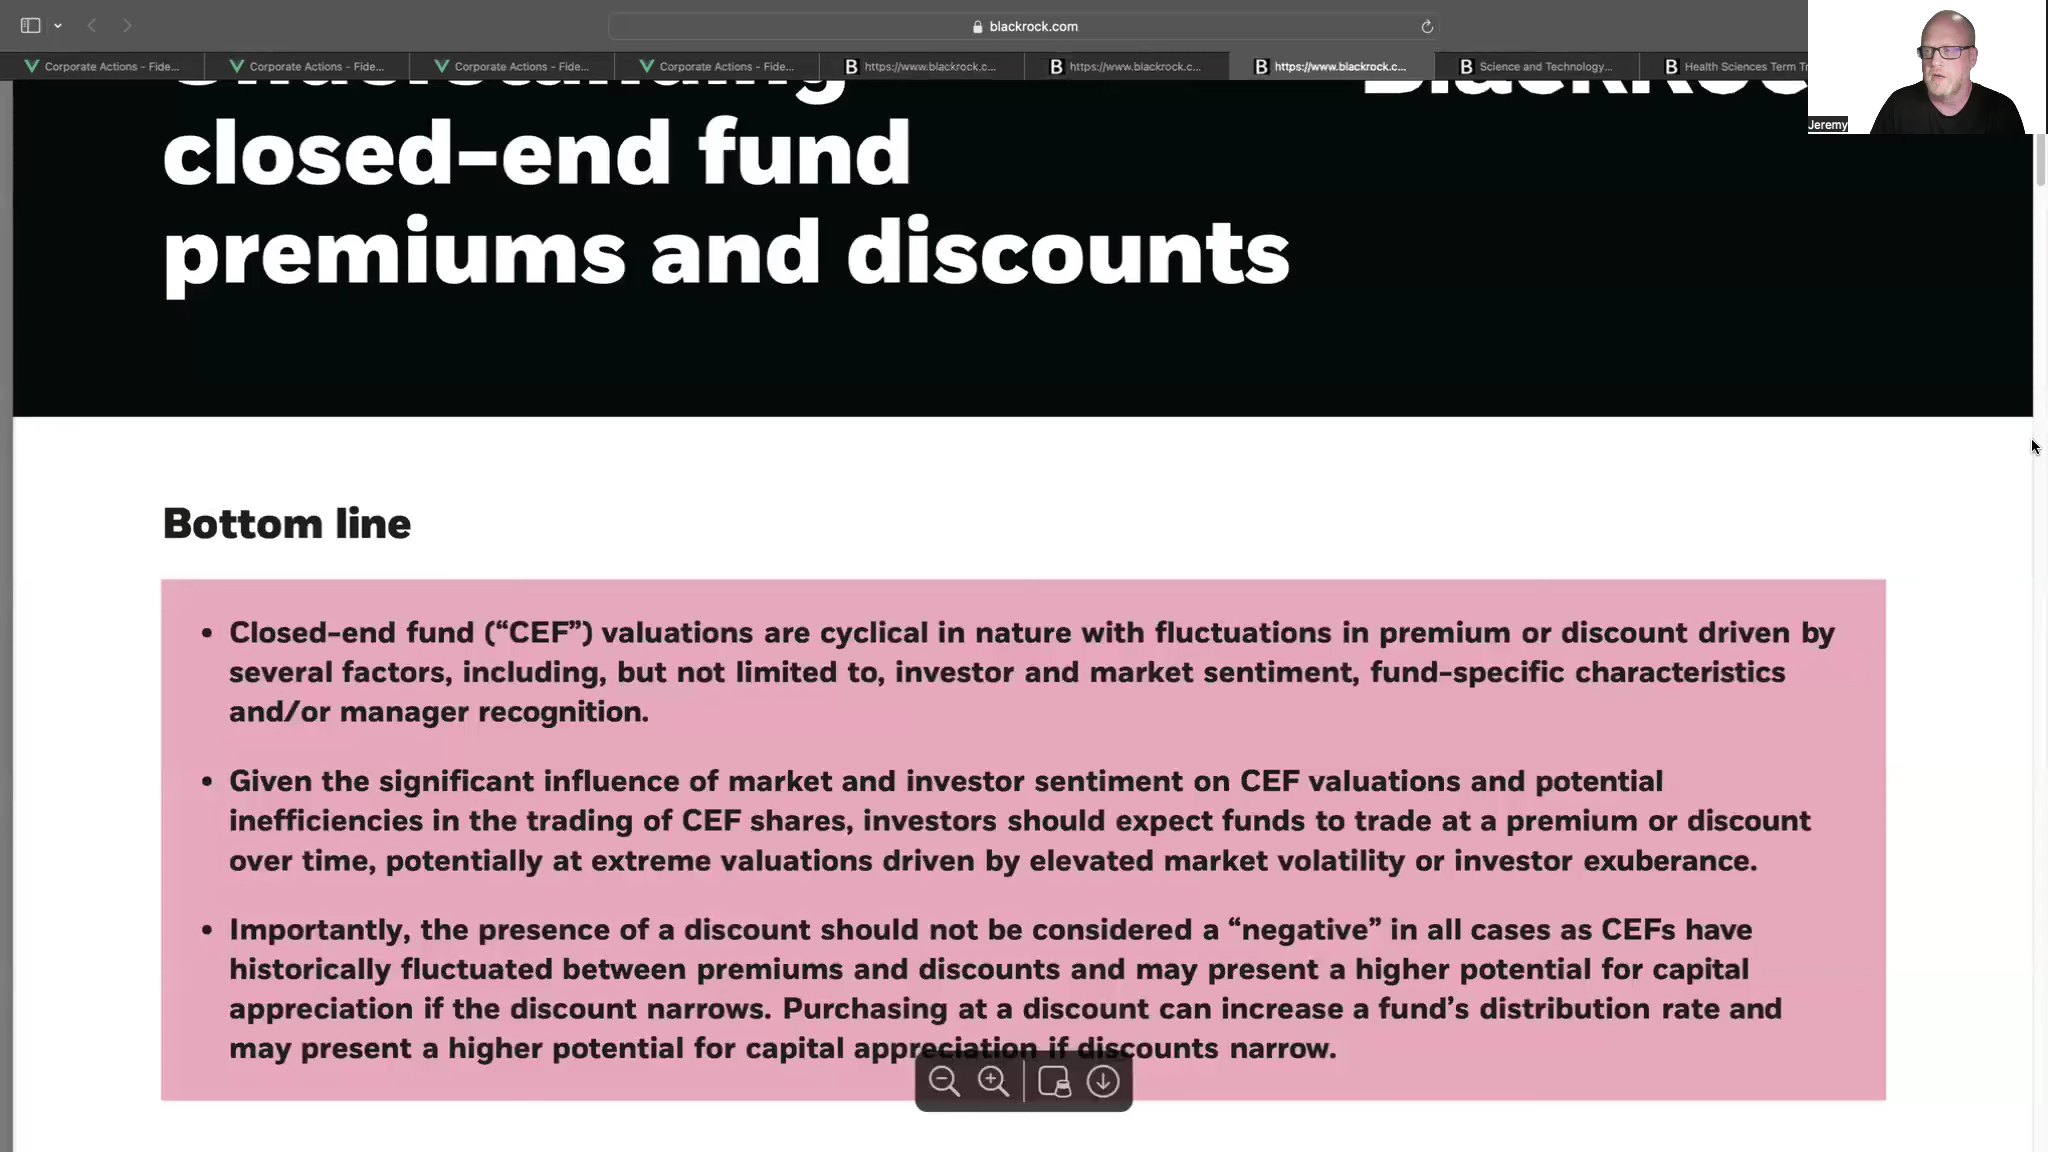 blackrock.com
Corporate Actions - Fide...
Corporate Actions - Fide...
Corporate Actions - Fide...
Corporate Actions - Fide...
https://www.blackrock.c...
https://www.blackrock.c...
https://www.blackrock.c...
Science and Technology...
Health Sciences Term Tr
Jeremy
Understanding
BlackRoc
closed-end fund
premiums and discounts
Bottom line
• Closed-end fund (“CEF”) valuations are cyclical in nature with fluctuations in premium or discount driven by
several factors, including, but not limited to, investor and market sentiment, fund-specific characteristics
and/or manager recognition.
• Given the significant influence of market and investor sentiment on CEF valuations and potential
inefficiencies in the trading of CEF shares, investors should expect funds to trade at a premium or discount
over time, potentially at extreme valuations driven by elevated market volatility or investor exuberance.
• Importantly, the presence of a discount should not be considered a “negative” in all cases as CEFs have
historically fluctuated between premiums and discounts and may present a higher potential for capital
appreciation if the discount narrows. Purchasing at a discount can increase a fund’s distribution rate and
may present a higher potential for capital appreciation if discounts narrow.